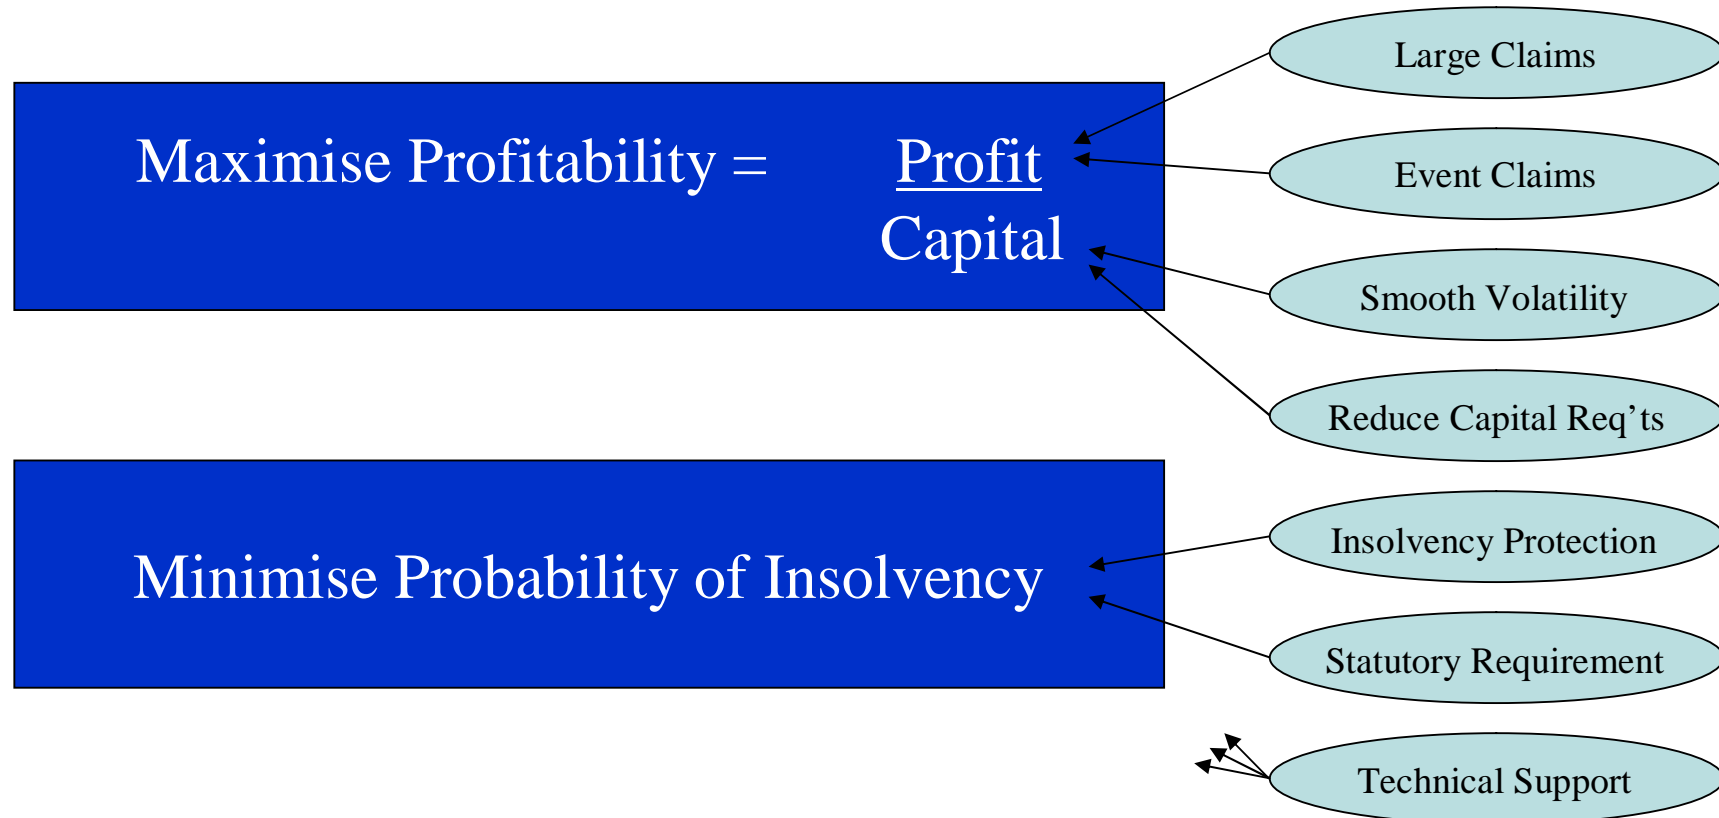 Maximise Profitability = Profit
Capital
Minimise Probability of Insolvency
Large Claims
Event Claims
Smooth Volatility
Reduce Capital Req’ts
Insolvency Protection
Statutory Requirement
Technical Support